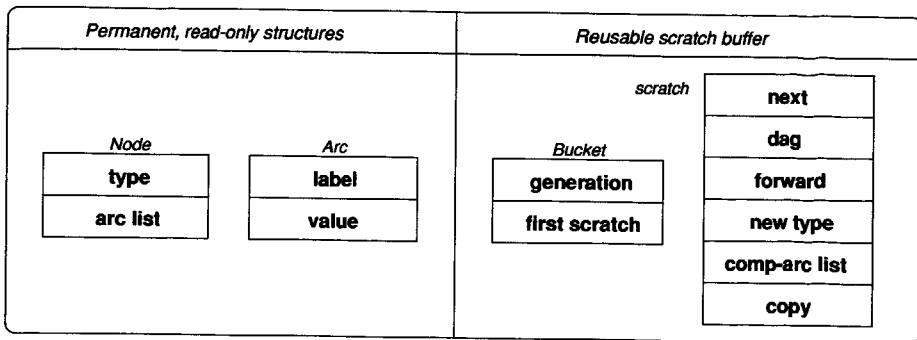 Permanent, read-only structures
Reusable scratch buffer
Node
type
arc list
Arc
label
value
Bucket
generation
first scratch
scratch
next
dag
forward
new type
comp-arc list
copy